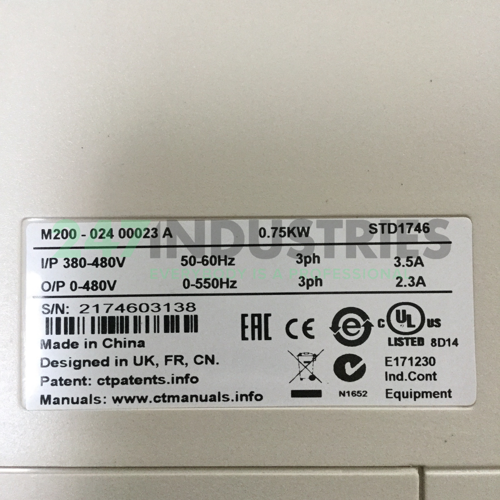 247 INDUSTRIES
M200 - 024 00023 A 0.75KW STD1746
I/P 380-480V 50-60Hz 3ph 3.5A
O/P 0-480V 0-550Hz 3ph 2.3A
S/N: 2174603138
Made in China
Designed in UK, FR, CN.
Patent: ctpatents.info
Manuals: www.ctmanuals.info
EAC CE e c UL US
LISTED 8D14
E171230
Ind.Cont
Equipment
N1652